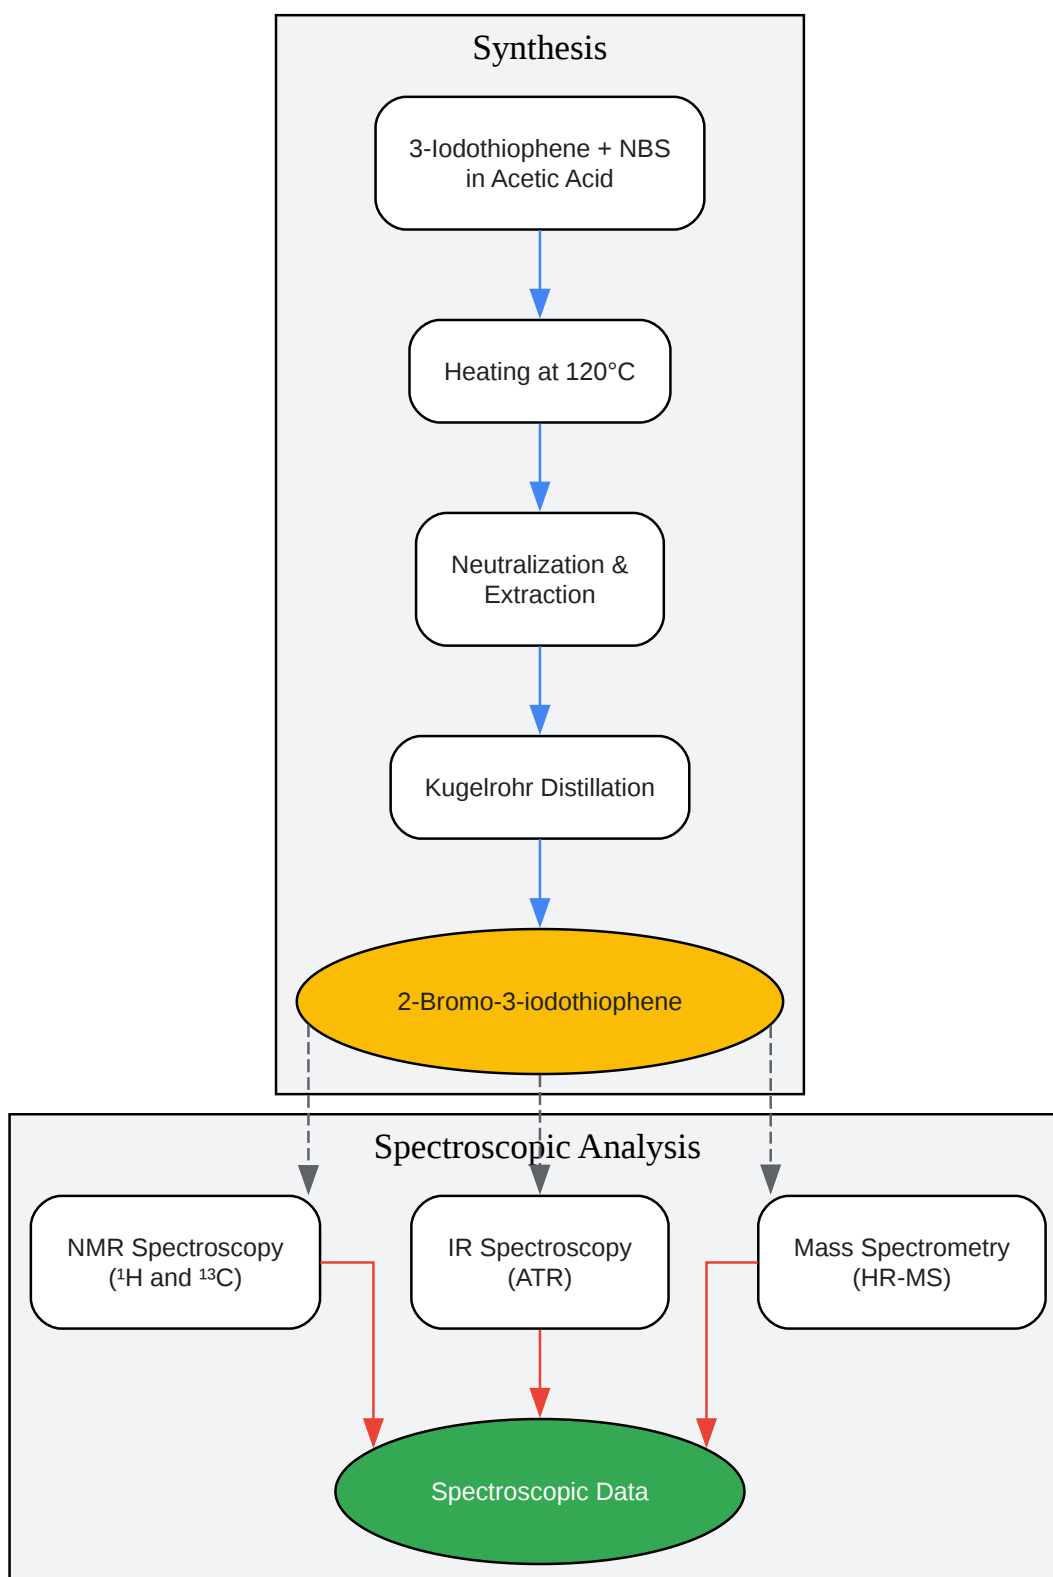 Synthesis
3-Iodothiophene + NBS
in Acetic Acid
Heating at 120°C
Neutralization &
Extraction
Kugelrohr Distillation
2-Bromo-3-iodothiophene
Spectroscopic Analysis
NMR Spectroscopy
(¹H and ¹³C)
IR Spectroscopy
(ATR)
Mass Spectrometry
(HR-MS)
Spectroscopic Data